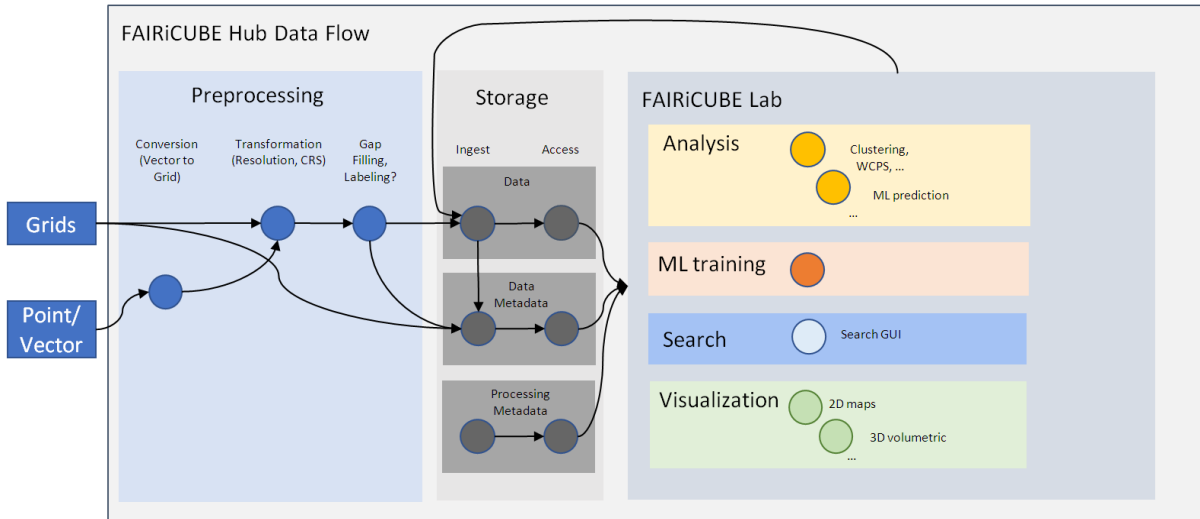 FAIRiCUBE Hub Data Flow
Preprocessing
Conversion
(Vector to
Grid)
Transformation
(Resolution, CRS)
Gap
Filling,
Labeling?
Grids
Point/
Vector
Storage
Ingest
Access
Data
Data
Metadata
Processing
Metadata
FAIRiCUBE Lab
Analysis
Clustering,
WCPS, ...
ML prediction
...
ML training
Search
Search GUI
Visualization
2D maps
3D volumetric
...